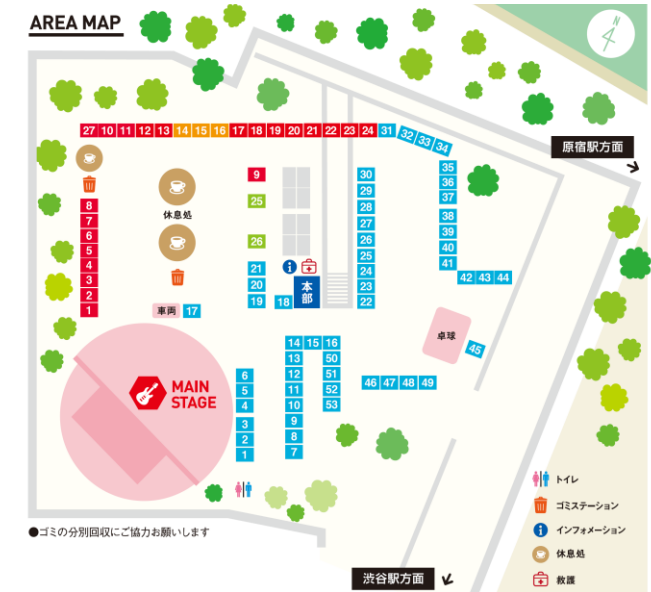 AREA MAP
N
原宿駅方面
27 10 11 12 13 14 15 16 17 18 19 20 21 22 23 24 31 32 33 34
休息処
8
7
6
5
4
3
2
1
9
25
26
21
20
19
18
本部
30
29
28
27
26
25
24
23
22
35
36
37
38
39
40
41
42 43 44
車両
17
卓球
45
MAIN
STAGE
6
5
4
3
2
1
14 15 16
13
12
11
10
9
8
7
50
51
52
53
46 47 48 49
●ゴミの分別回収にご協力お願いします
トイレ
ゴミステーション
インフォメーション
休息処
救護
渋谷駅方面